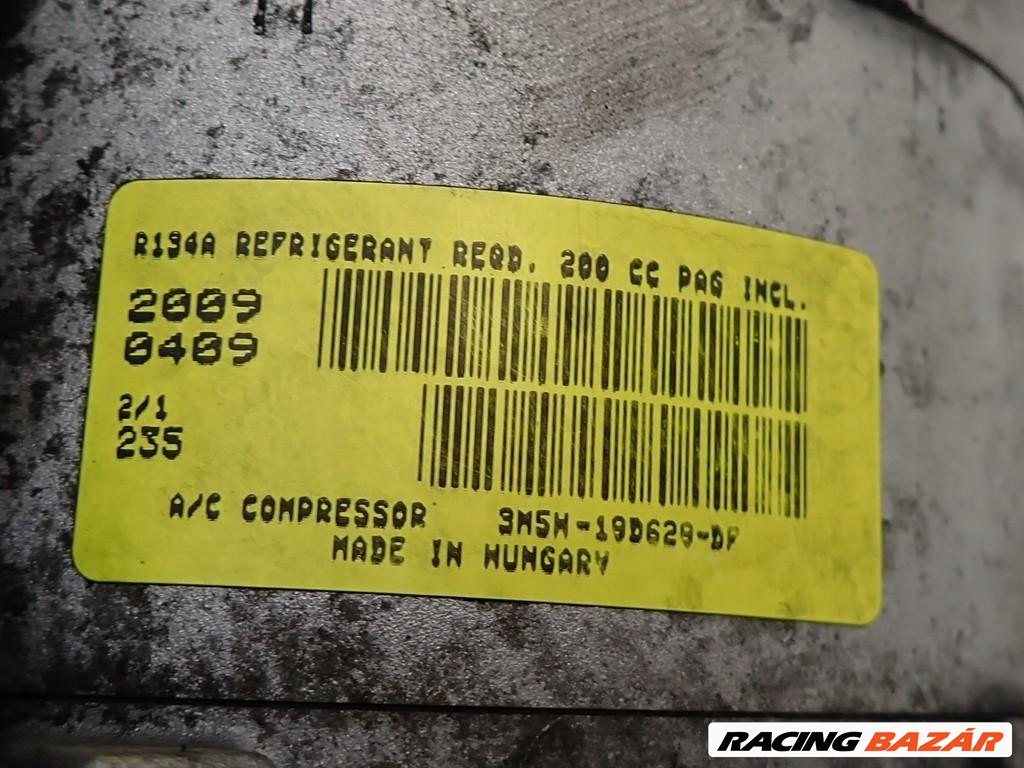 R134A REFRIGERANT REQD. 200 CC PAG INCL.
2009
0409
2/1
235
A/C COMPRESSOR 3M5H-19D629-DF
MADE IN HUNGARY
RACING BAZÁR